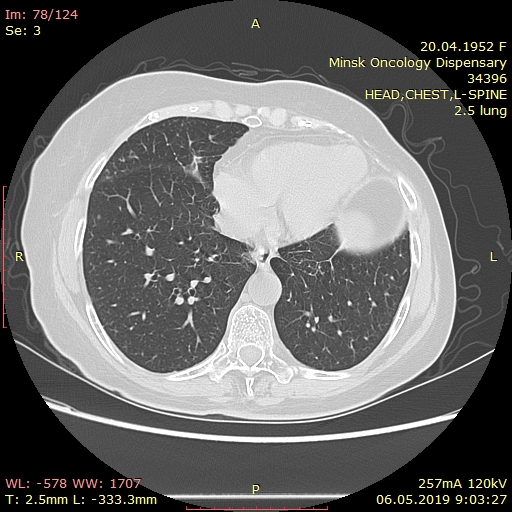 Im: 78/124
Se: 3
A
20.04.1952 F
Minsk Oncology Dispensary
34396
HEAD,CHEST,L-SPINE
2.5 lung
R
L
WL: -578 WW: 1707
T: 2.5mm L: -333.3mm
P
257mA 120kV
06.05.2019 9:03:27